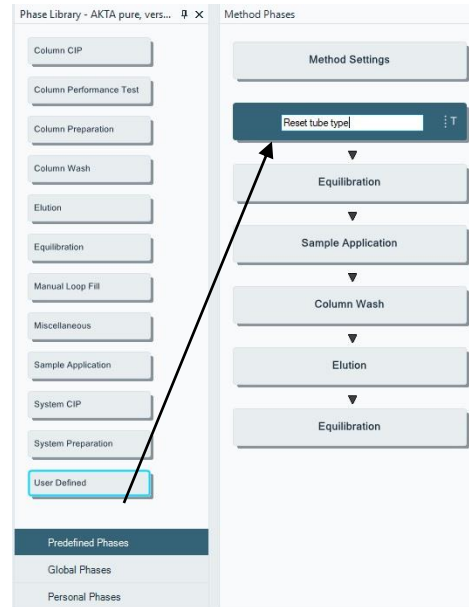 Phase Library - AKTA pure, vers...
Column CIP
Column Performance Test
Column Preparation
Column Wash
Elution
Equilibration
Manual Loop Fill
Miscellaneous
Sample Application
System CIP
System Preparation
User Defined
Predefined Phases
Global Phases
Personal Phases
Method Phases
Method Settings
Reset tube type
T
Equilibration
Sample Application
Column Wash
Elution
Equilibration